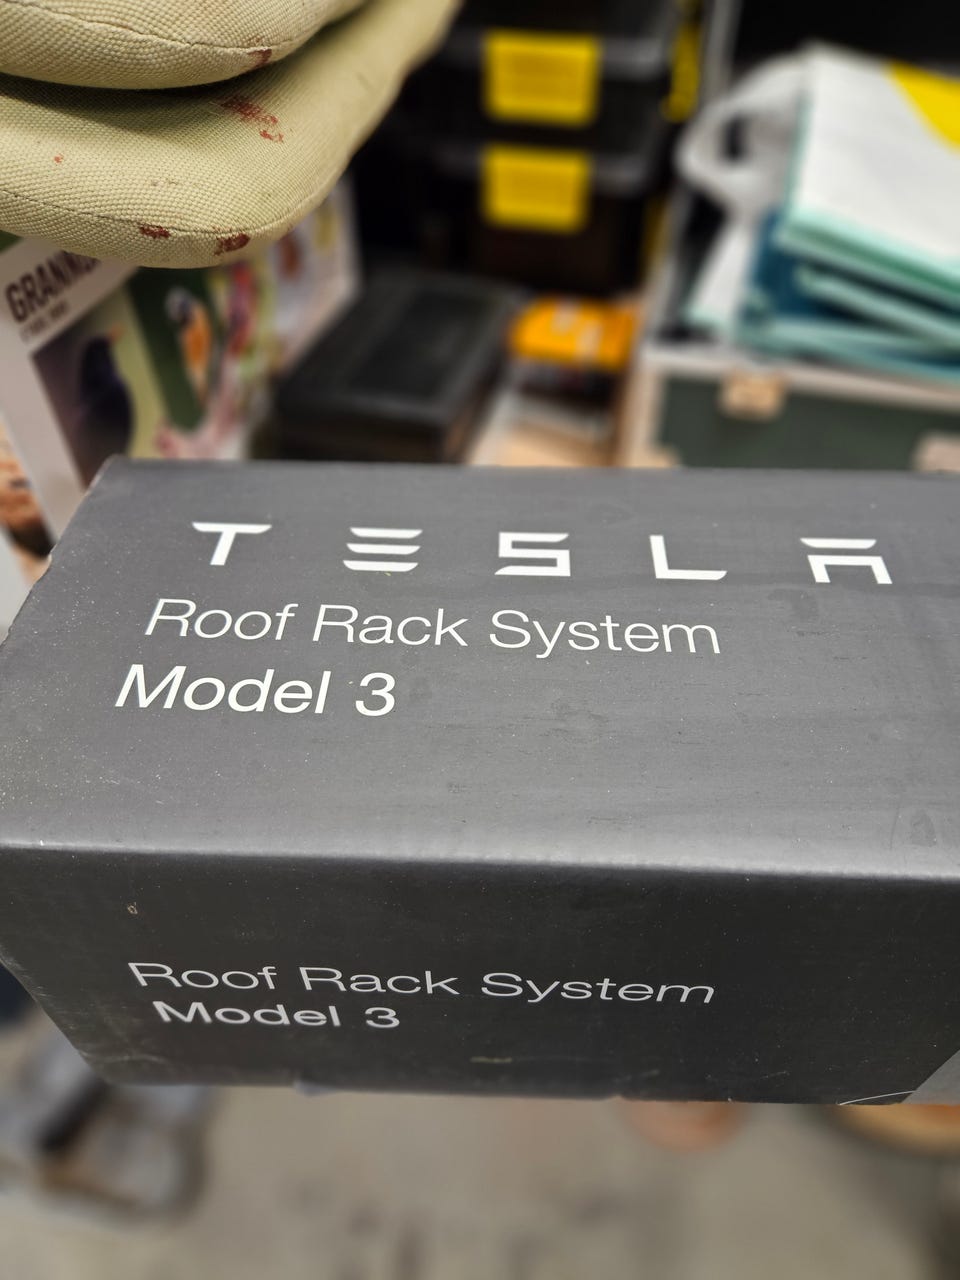 TESLA
Roof Rack System
Model 3
Roof Rack System
Model 3